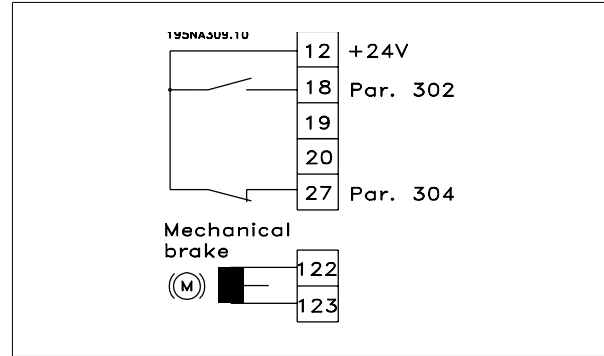 195NA309.10
12 +24V
18 Par. 302
19
20
27 Par. 304
Mechanical
brake
M
122
123